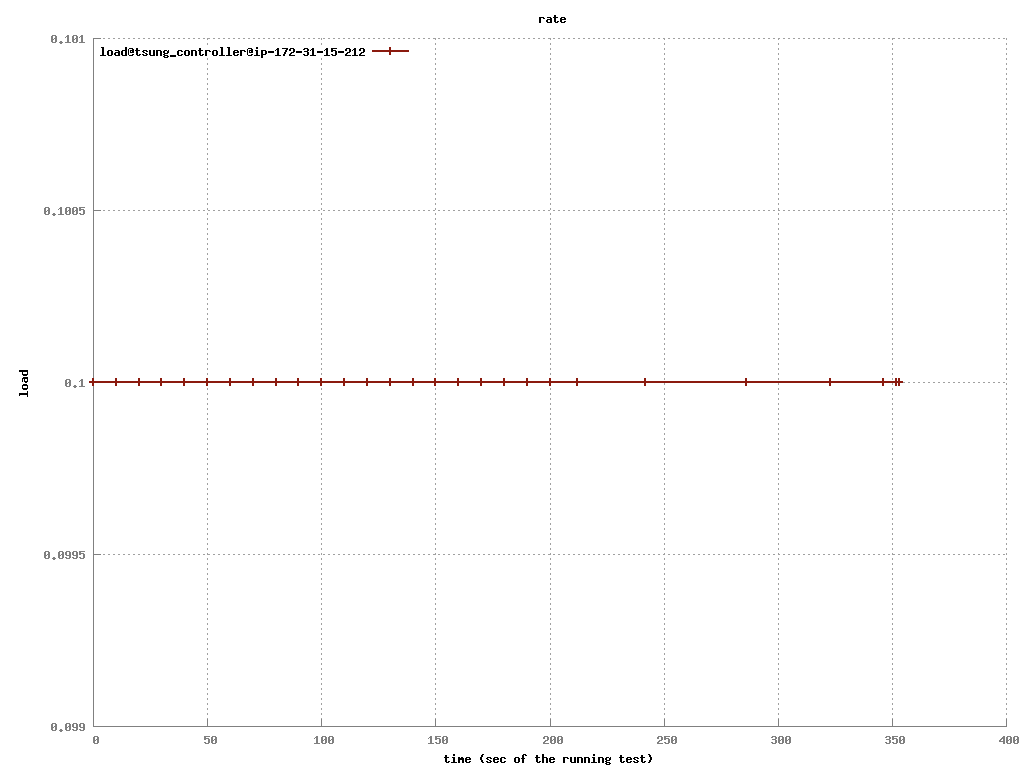 rate
0.101
load@tsung_controller@ip-172-31-15-212
0.1005
load
0.1
0.0995
0.099
0 50 100 150 200 250 300 350 400
time (sec of the running test)